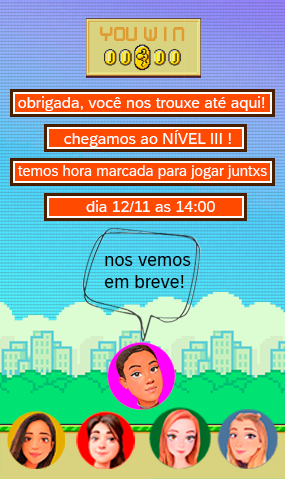 YOU WIN
obrigada, você nos trouxe até aqui!
chegamos ao NÍVEL III !
temos hora marcada para jogar juntxs
dia 12/11 as 14:00
nos vemos
em breve!